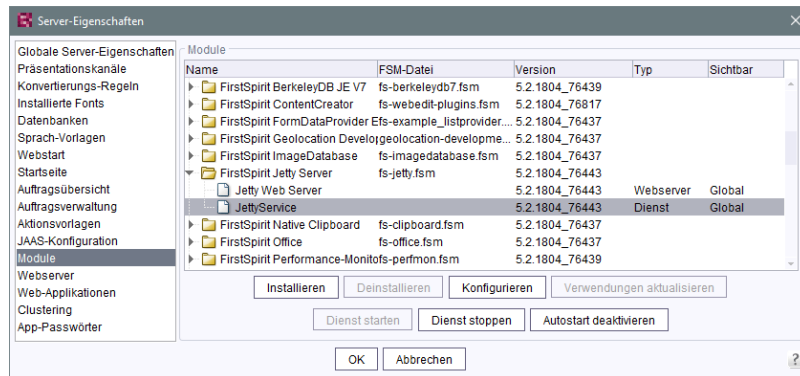 Server-Eigenschaften
Globale Server-Eigenschaften
Präsentationskanäle
Konvertierungs-Regeln
Installierte Fonts
Datenbanken
Sprach-Vorlagen
Webstart
Startseite
Auftragsübersicht
Auftragsverwaltung
Aktionsvorlagen
JAAS-Konfiguration
Module
Webserver
Web-Applikationen
Clustering
App-Passwörter
Module
Name FSM-Datei Version Typ Sichtbar
FirstSpirit BerkeleyDB JE V7 fs-berkeleydb7.fsm 5.2.1804_76439
FirstSpirit ContentCreator fs-webedit-plugins.fsm 5.2.1804_76817
FirstSpirit FormDataProvider Efs-example_listprovider.... 5.2.1804_76437
FirstSpirit Geolocation Develogeolocation-developme... 5.2.1804_76437
FirstSpirit ImageDatabase fs-imagedatabase.fsm 5.2.1804_76437
FirstSpirit Jetty Server fs-jetty.fsm 5.2.1804_76443
Jetty Web Server 5.2.1804_76443 Webserver Global
JettyService 5.2.1804_76443 Dienst Global
FirstSpirit Native Clipboard fs-clipboard.fsm 5.2.1804_76437
FirstSpirit Office fs-office.fsm 5.2.1804_76437
FirstSpirit Performance-Monitofs-perfmon.fsm 5.2.1804_76439
Installieren Deinstallieren Konfigurieren Verwendungen aktualisieren
Dienst starten Dienst stoppen Autostart deaktivieren
OK Abbrechen
?